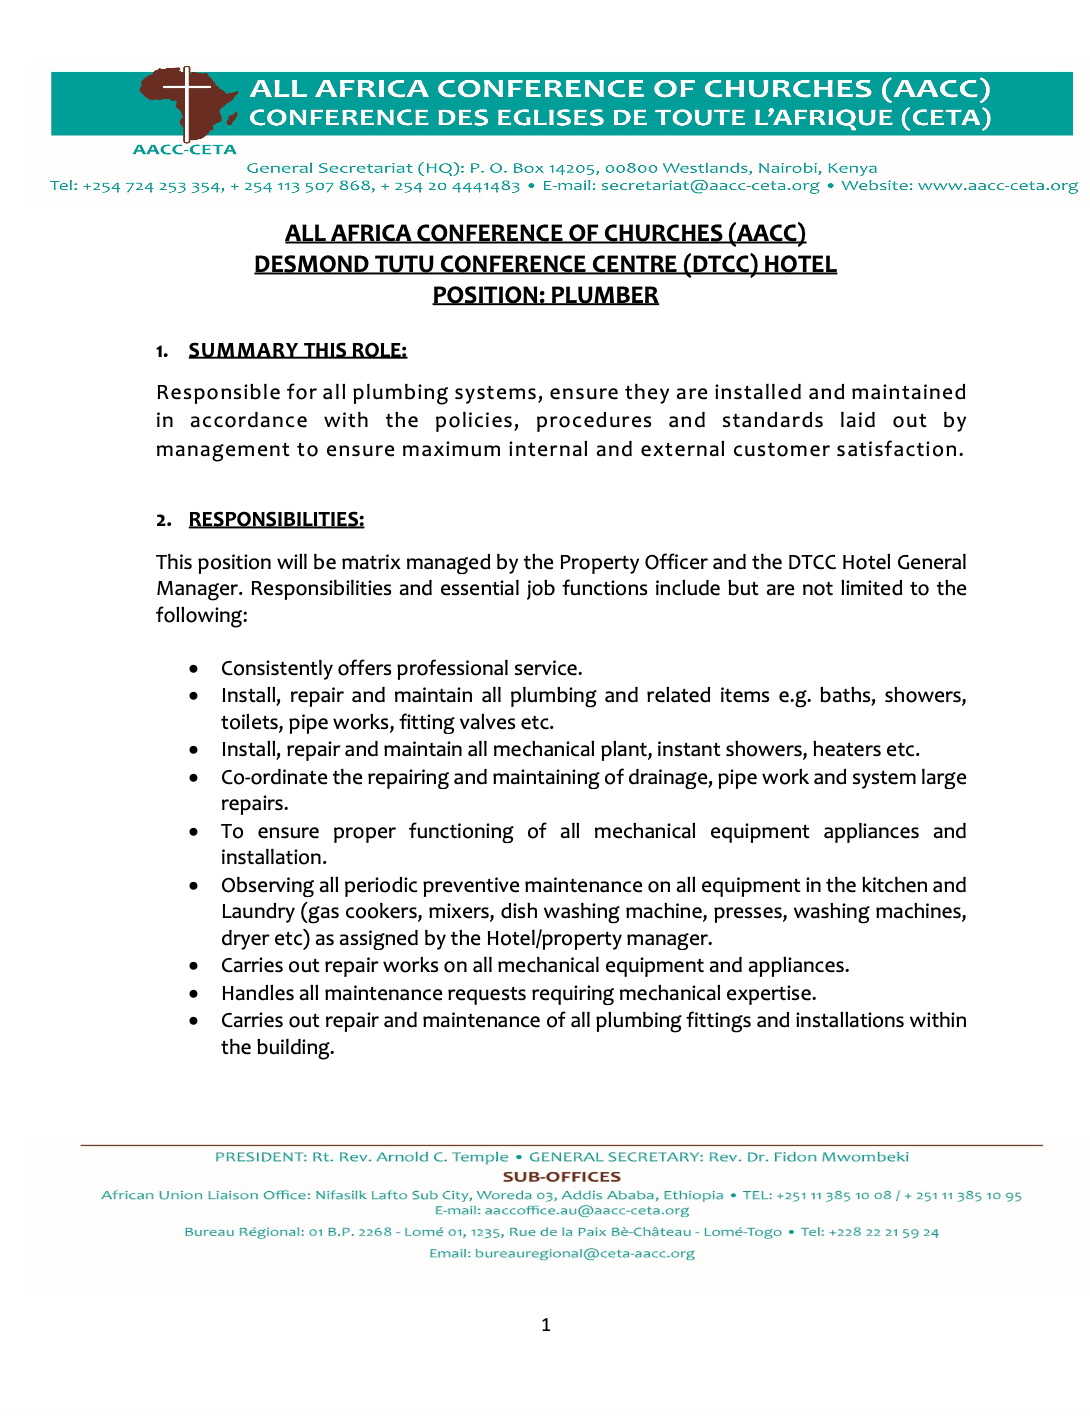 ALL AFRICA CONFERENCE OF CHURCHES (AACC)
CONFERENCE DES EGLISES DE TOUTE L'AFRIQUE (CETA)
AACC-CETA
General Secretariat (HQ): P. O. Box 14205, 00800 Westlands, Nairobi, Kenya
Tel: +254 724 253 354, + 254 113 507 868, + 254 20 4441483 • E-mail: secretariat@aacc-ceta.org • Website: www.aacc-ceta.org
ALL AFRICA CONFERENCE OF CHURCHES (AACC)
DESMOND TUTU CONFERENCE CENTRE (DTCC) HOTEL
POSITION: PLUMBER
1. SUMMARY THIS ROLE:
Responsible for all plumbing systems, ensure they are installed and maintained
in accordance with the policies, procedures and standards laid out by
management to ensure maximum internal and external customer satisfaction.
2. RESPONSIBILITIES:
This position will be matrix managed by the Property Officer and the DTCC Hotel General
Manager. Responsibilities and essential job functions include but are not limited to the
following:
• Consistently offers professional service.
• Install, repair and maintain all plumbing and related items e.g. baths, showers,
toilets, pipe works, fitting valves etc.
• Install, repair and maintain all mechanical plant, instant showers, heaters etc.
• Co-ordinate the repairing and maintaining of drainage, pipe work and system large
repairs.
• To ensure proper functioning of all mechanical equipment appliances and
installation.
• Observing all periodic preventive maintenance on all equipment in the kitchen and
Laundry (gas cookers, mixers, dish washing machine, presses, washing machines,
dryer etc) as assigned by the Hotel/property manager.
• Carries out repair works on all mechanical equipment and appliances.
• Handles all maintenance requests requiring mechanical expertise.
• Carries out repair and maintenance of all plumbing fittings and installations within
the building.
PRESIDENT: Rt. Rev. Arnold C. Temple • GENERAL SECRETARY: Rev. Dr. Fidon Mwombeki
SUB-OFFICES
African Union Liaison Office: Nifasilk Lafto Sub City, Woreda 03, Addis Ababa, Ethiopia • TEL: +251 11 385 10 08 / + 251 11 385 10 95
E-mail: aaccoffice.au@aacc-ceta.org
Bureau Régional: 01 B.P. 2268 - Lomé 01, 1235, Rue de la Paix Bè-Château - Lomé-Togo • Tel: +228 22 21 59 24
Email: bureauregional@ceta-aacc.org
1